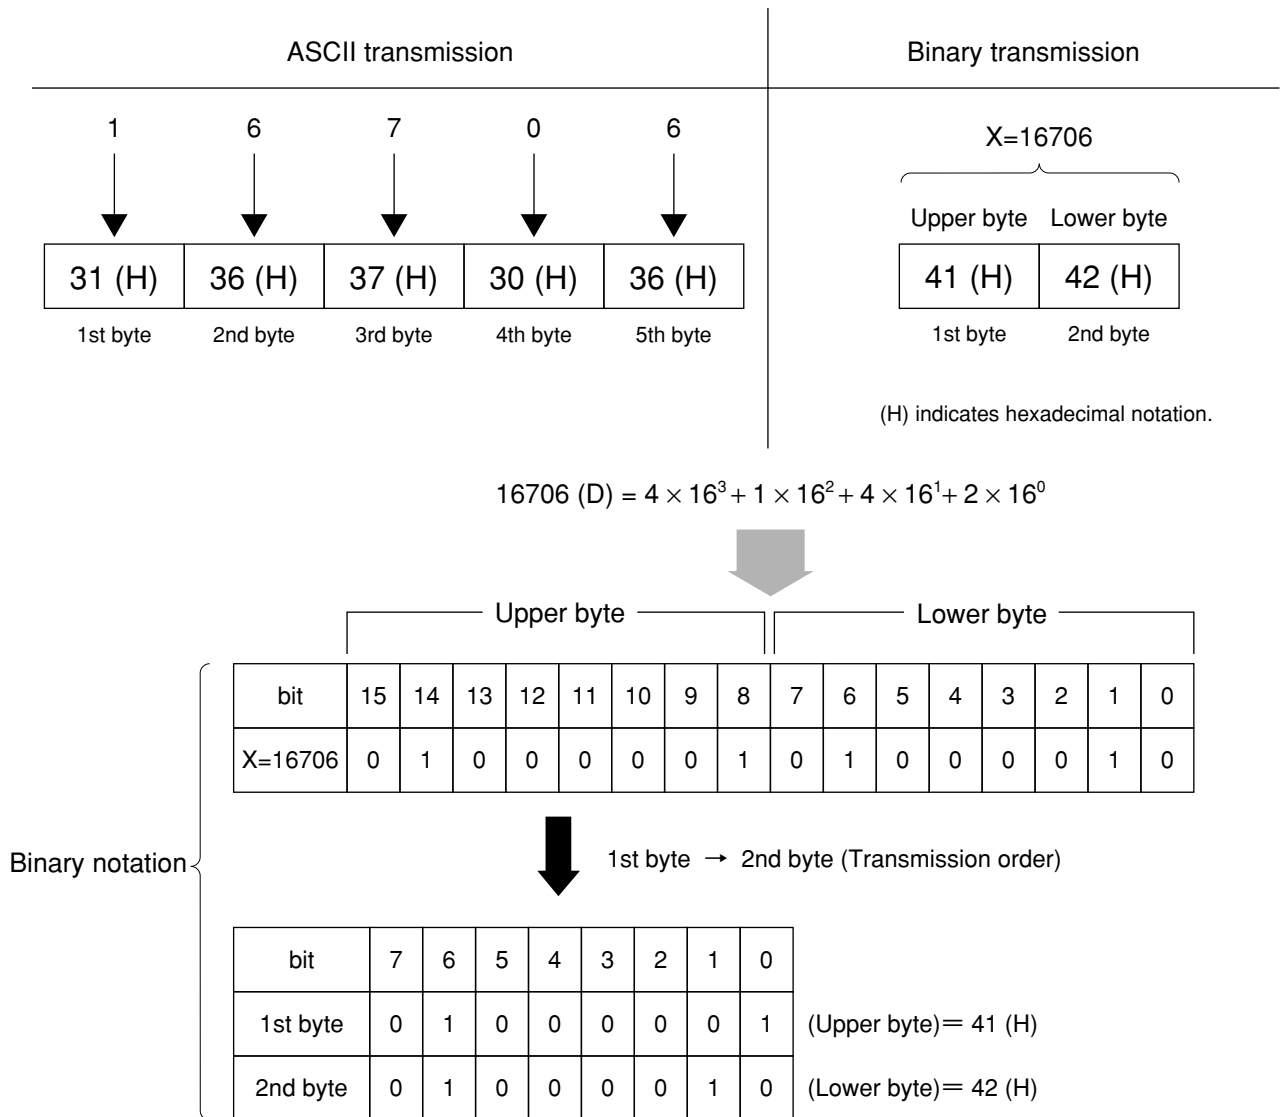 ASCII transmission
Binary transmission
1 6 7 0 6
X=16706
Upper byte Lower byte
31 (H) 36 (H) 37 (H) 30 (H) 36 (H)
41 (H) 42 (H)
1st byte 2nd byte 3rd byte 4th byte 5th byte
1st byte 2nd byte
(H) indicates hexadecimal notation.
16706 (D) = 4 × 16³ + 1 × 16² + 4 × 16¹ + 2 × 16⁰
Upper byte Lower byte
bit 15 14 13 12 11 10 9 8 7 6 5 4 3 2 1 0
X=16706 0 1 0 0 0 0 0 1 0 1 0 0 0 0 1 0
Binary notation
1st byte → 2nd byte (Transmission order)
bit 7 6 5 4 3 2 1 0
1st byte 0 1 0 0 0 0 0 1 (Upper byte)= 41 (H)
2nd byte 0 1 0 0 0 0 1 0 (Lower byte)= 42 (H)